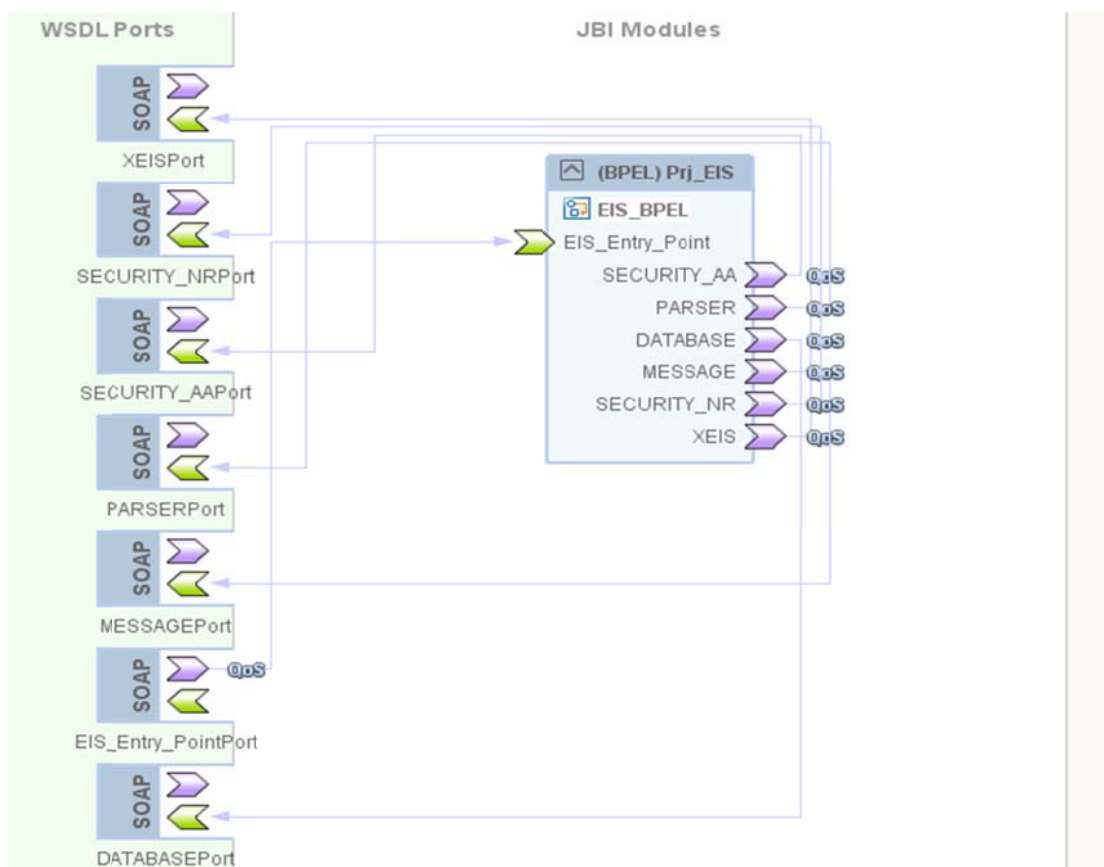 WSDL Ports
JBI Modules
SOAP
XEISPort
SOAP
SECURITY_NRPort
SOAP
SECURITY_AAPort
SOAP
PARSERPort
SOAP
MESSAGEPort
SOAP
QoS
EIS_Entry_PointPort
SOAP
DATABASEPort
(BPEL) Prj_EIS
EIS_BPEL
EIS_Entry_Point
SECURITY_AA QoS
PARSER QoS
DATABASE QoS
MESSAGE QoS
SECURITY_NR QoS
XEIS QoS